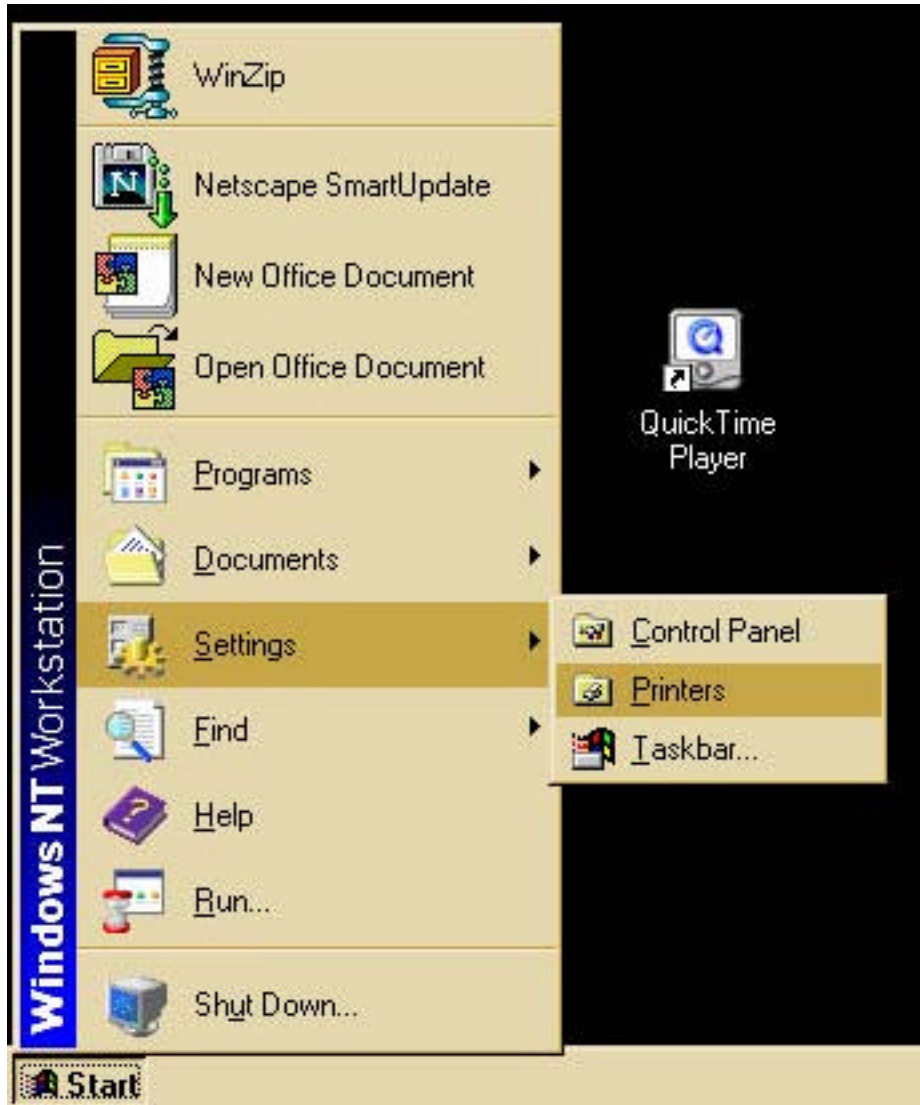 WinZip
Netscape SmartUpdate
New Office Document
Open Office Document
Programs
Documents
Settings
Find
Help
Run...
Shut Down...
Windows NT Workstation
Control Panel
Printers
Taskbar...
QuickTime
Player
Start
N